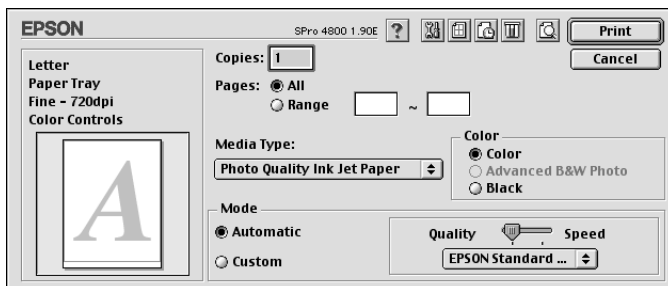 EPSON
SPro 4800 1.90E ?
Print
Cancel
Letter
Paper Tray
Fine - 720dpi
Color Controls
A
Copies: 1
Pages: All
Range ~
Media Type:
Photo Quality Ink Jet Paper
Color
Color
Advanced B&W Photo
Black
Mode
Automatic
Custom
Quality Speed
EPSON Standard ...